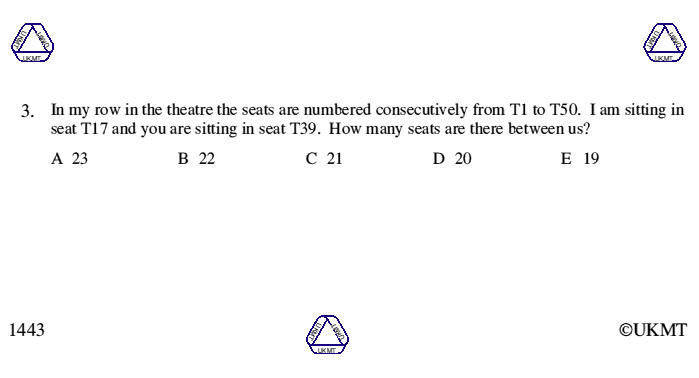 UKMT UKMT UKMT
UKMT UKMT UKMT
3. In my row in the theatre the seats are numbered consecutively from T1 to T50. I am sitting in
seat T17 and you are sitting in seat T39. How many seats are there between us?
A 23 B 22 C 21 D 20 E 19
1443
UKMT UKMT UKMT
©UKMT